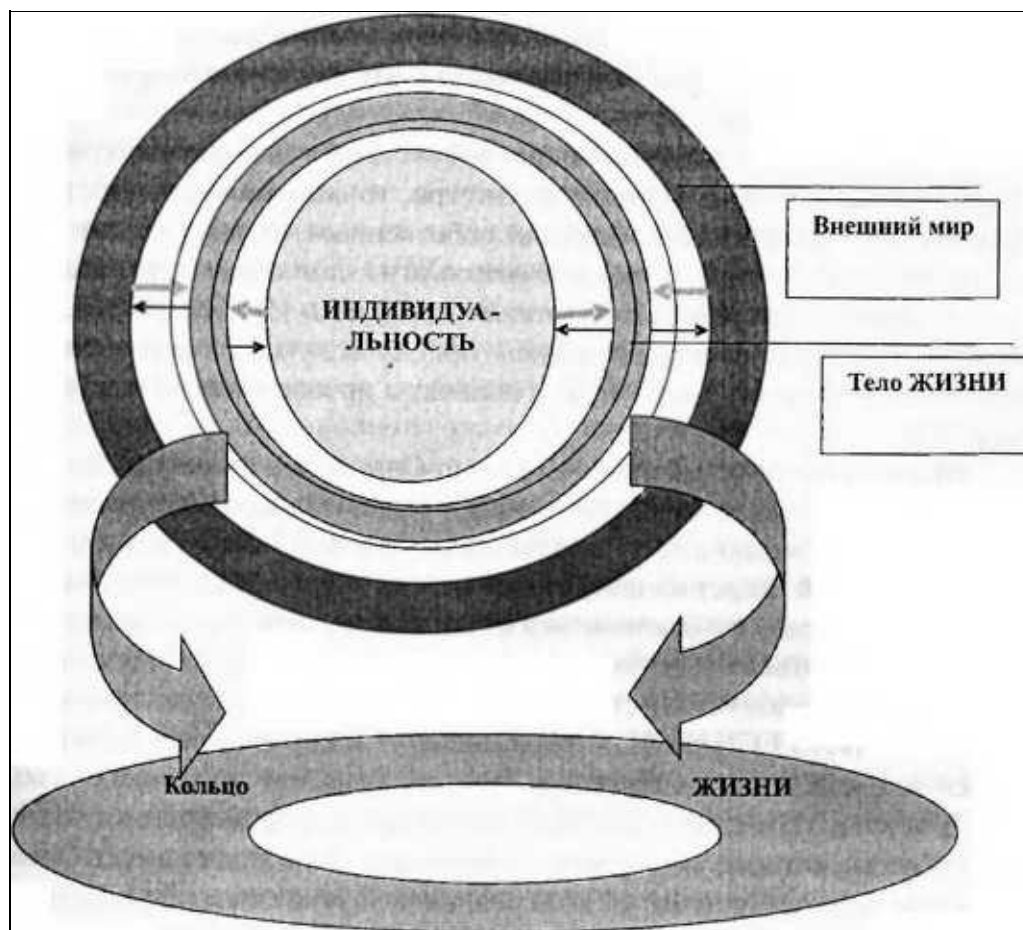 Внешний мир
ИНДИВИДУА -
ЛЬНОСТЬ
Тело ЖИЗНИ
Кольцо ЖИЗНИ